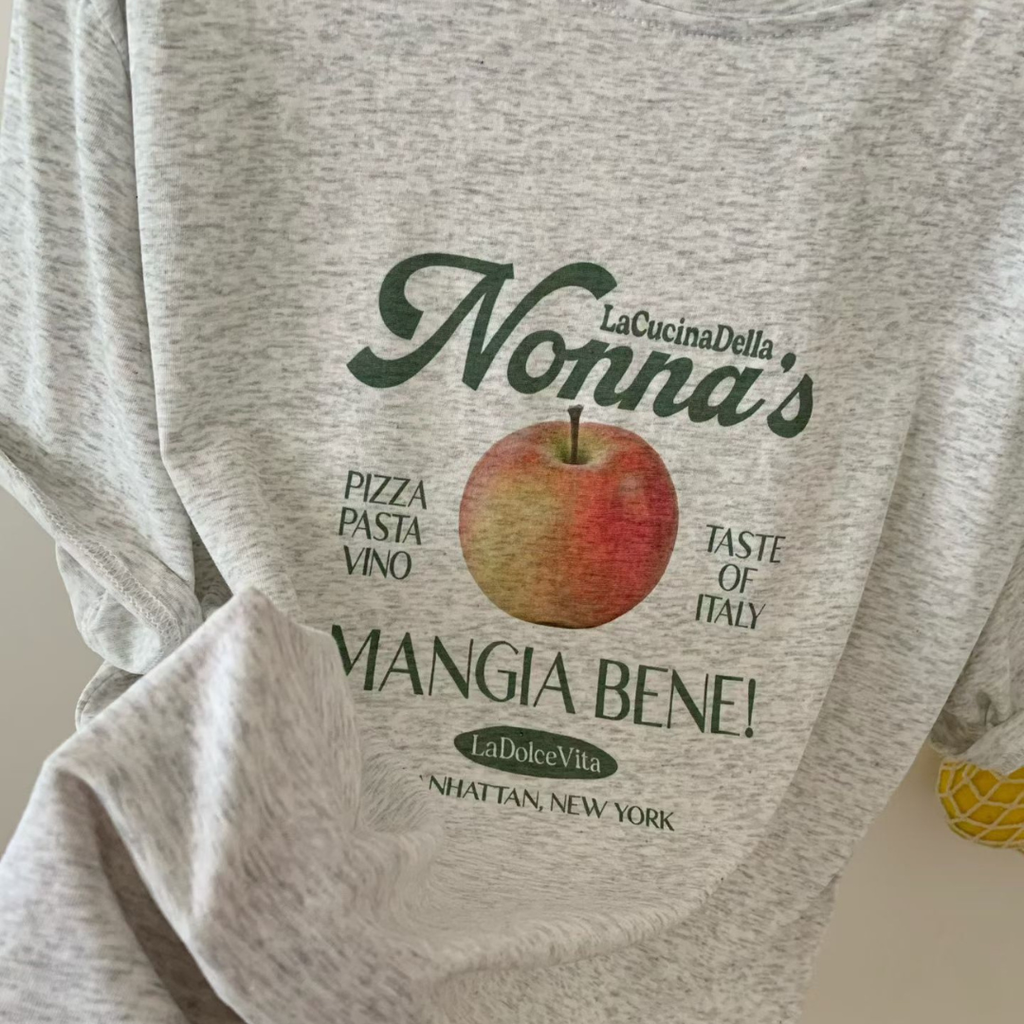 LaCucinaDella
Nonna's
PIZZA
PASTA
VINO
TASTE
OF
ITALY
MANGIA BENE!
LaDolceVita
NHATTAN, NEW YORK